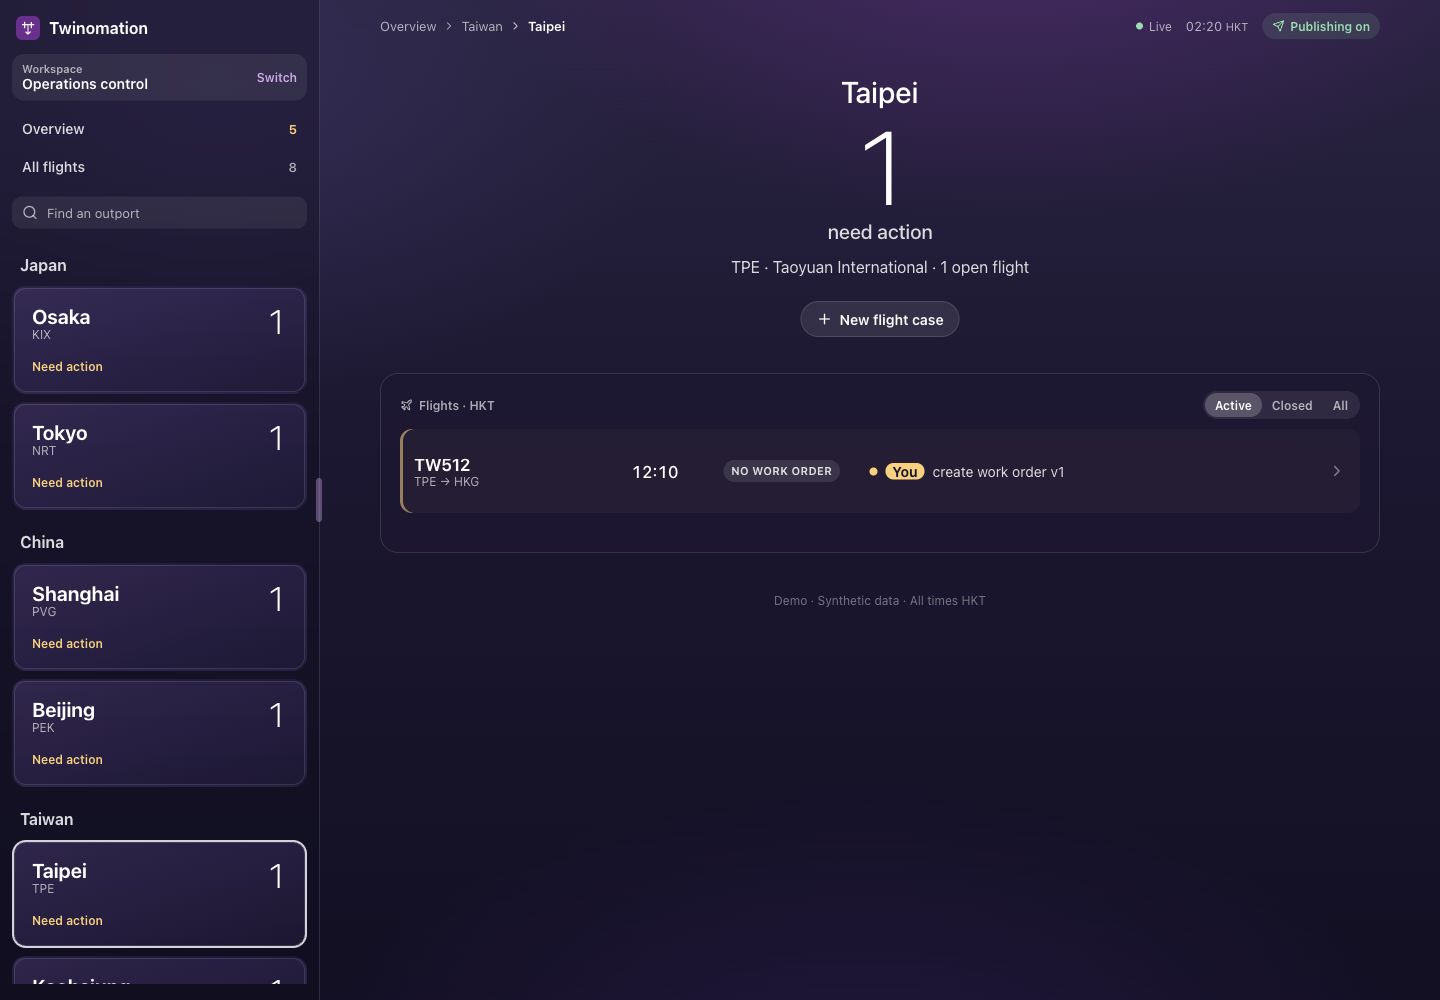 Twinomation
Workspace
Operations control
Switch
Overview 5
All flights 8
Find an outport
Japan
Osaka 1
KIX
Need action
Tokyo 1
NRT
Need action
China
Shanghai 1
PVG
Need action
Beijing 1
PEK
Need action
Taiwan
Taipei 1
TPE
Need action
Overview > Taiwan > Taipei
Live 02:20 HKT Publishing on
Taipei
1
need action
TPE · Taoyuan International · 1 open flight
+ New flight case
Flights · HKT
Active Closed All
TW512
TPE → HKG
12:10
NO WORK ORDER
You create work order v1
Demo · Synthetic data · All times HKT